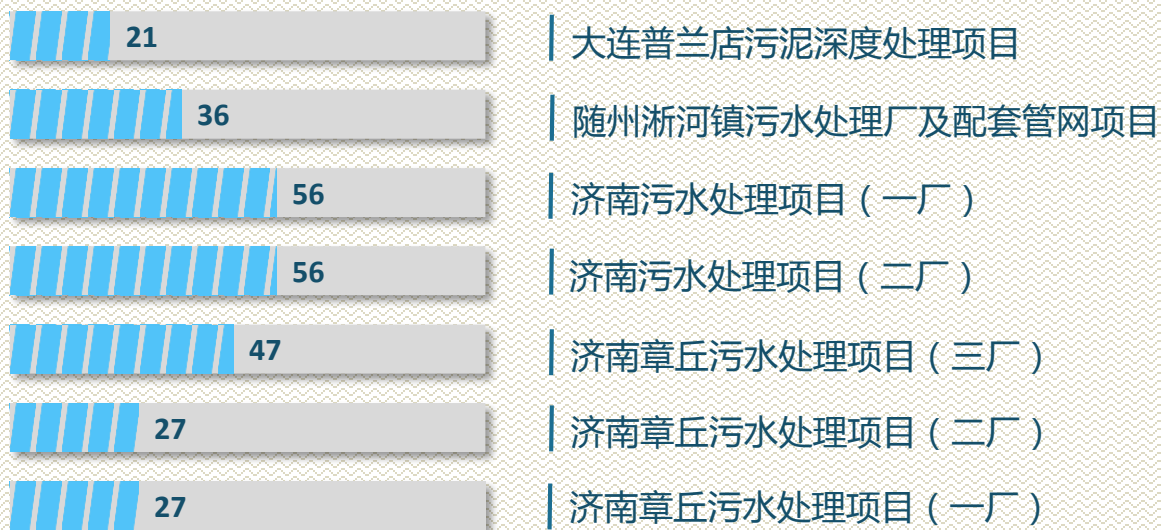 21 大连普兰店污泥深度处理项目
36 随州淅河镇污水处理厂及配套管网项目
56 济南污水处理项目（一厂）
56 济南污水处理项目（二厂）
47 济南章丘污水处理项目（三厂）
27 济南章丘污水处理项目（二厂）
27 济南章丘污水处理项目（一厂）